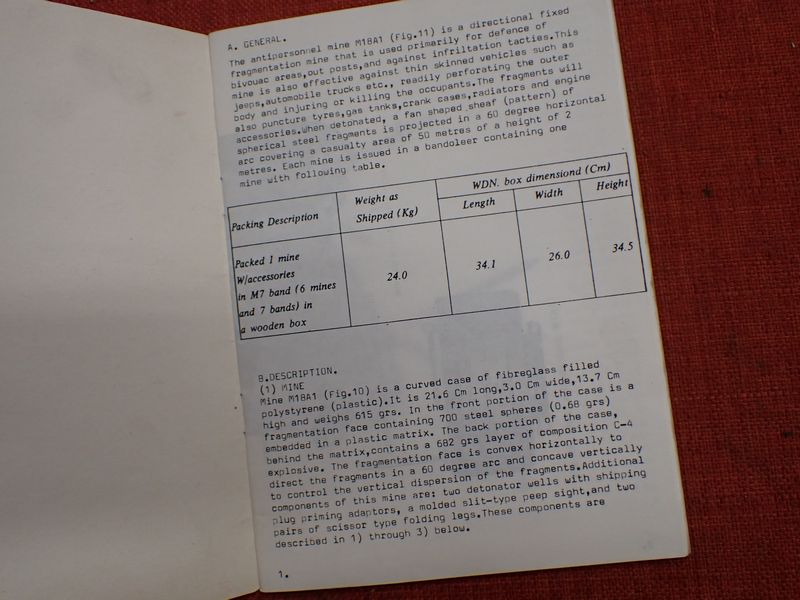 A. GENERAL.
The antipersonnel mine M18A1 (Fig.11) is a directional fixed
fragmentation mine that is used primarily for defence of
bivouac areas,out posts,and against infriltation tacties.This
mine is also effective against thin skinned vehicles such as
jeeps,automobile trucks etc., readily perforating the outer
body and injuring or killing the occupants.The fragments will
also puncture tyres,gas tanks,crank cases,radiators and engine
accessories.When detonated, a fan shaped sheaf (pattern) of
spherical steel fragments is projected in a 60 degree horizontal
arc covering a casualty area of 50 metres of a height of 2
metres. Each mine is issued in a bandoleer containing one
mine with following table.
Packing Description
Weight as
Shipped (Kg)
WDN. box dimensiond (Cm)
Length Width Height
Packed 1 mine
W/accessories
in M7 band (6 mines
and 7 bands) in
a wooden box
24.0 34.1 26.0 34.5
B.DESCRIPTION.
(1) MINE
Mine M18A1 (Fig.10) is a curved case of fibreglass filled
polystyrene (plastic).It is 21.6 Cm long,3.0 Cm wide,13.7 Cm
high and weighs 615 grs. In the front portion of the case is a
fragmentation face containing 700 steel spheres (0.68 grs)
embedded in a plastic matrix. The back portion of the case,
behind the matrix,contains a 682 grs layer of composition C-4
explosive. The fragmentation face is convex horizontally to
direct the fragments in a 60 degree arc and concave vertically
to control the vertical dispersion of the fragments.Additional
components of this mine are: two detonator wells with shipping
plug priming adaptors, a molded slit-type peep sight,and two
pairs of scissor type folding legs.These components are
described in 1) through 3) below.
1.